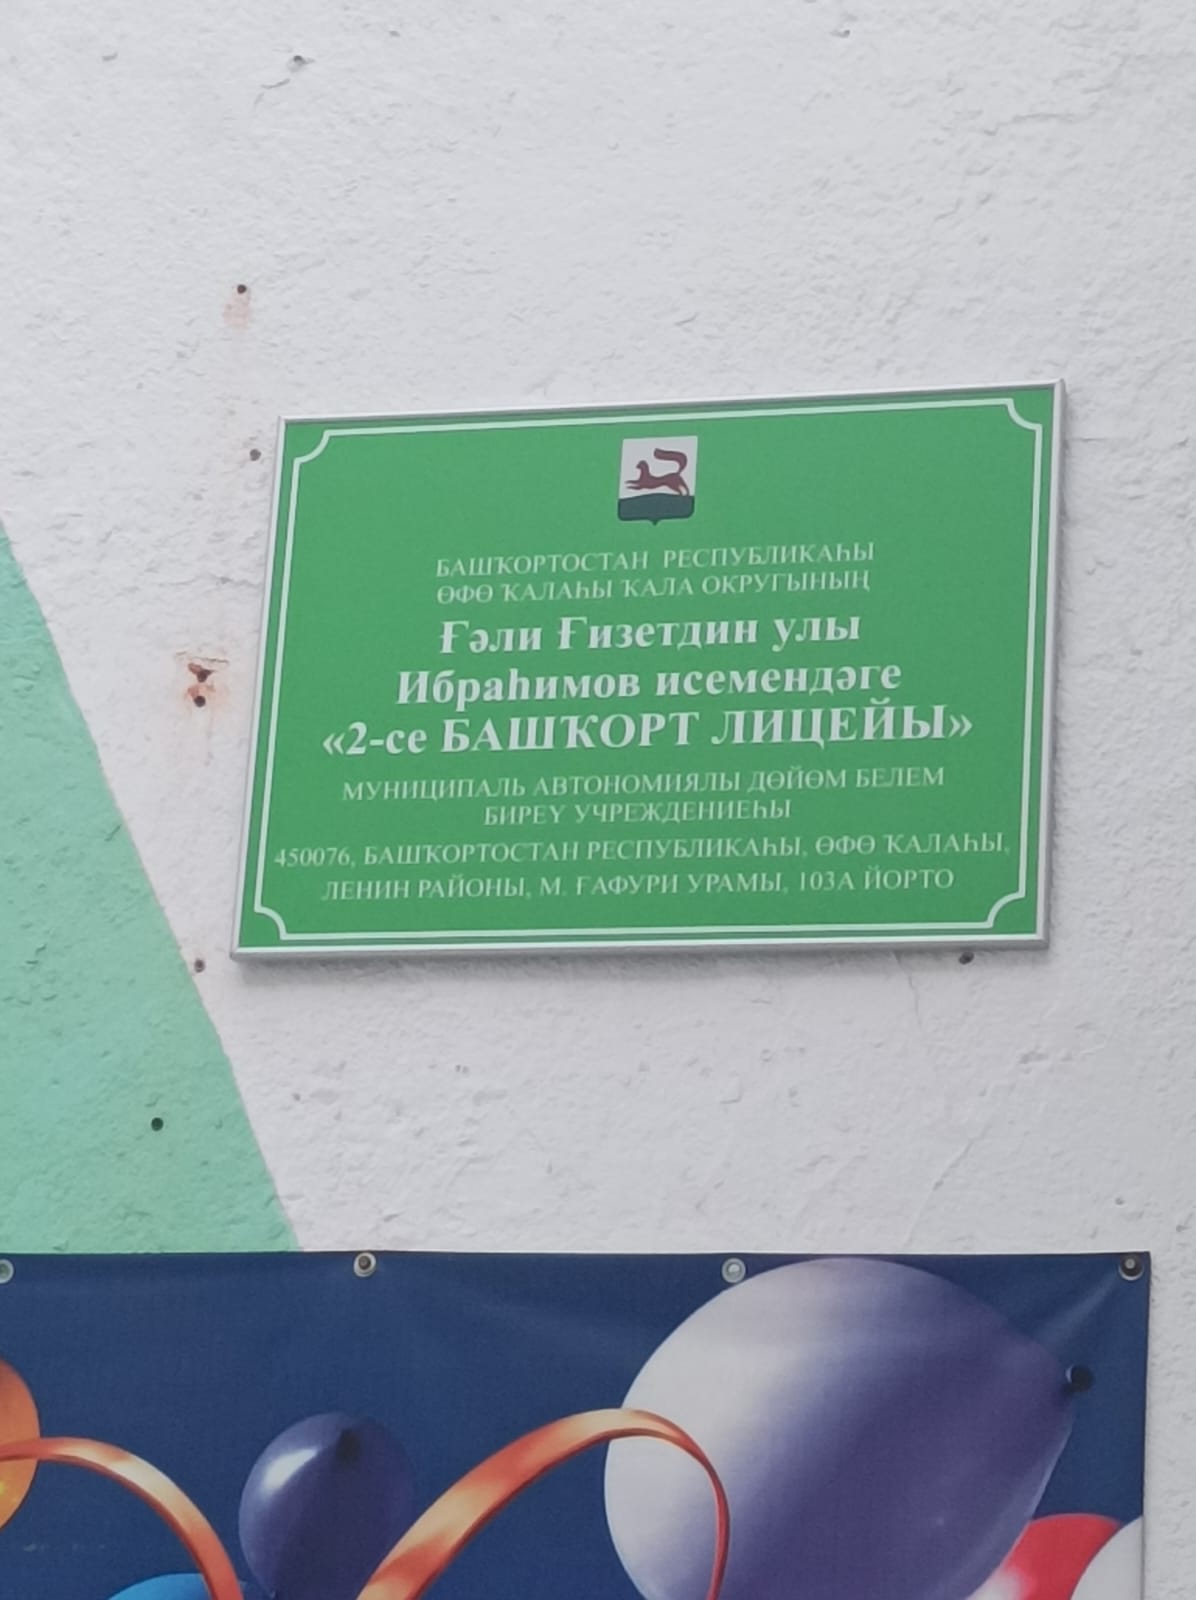 БАШҠОРТОСТАН РЕСПУБЛИКАҺЫ
ӨФӨ ҠАЛАҺЫ ҠАЛА ОКРУГЫНЫҢ
Ғәли Ғизетдин улы
Ибраһимов исемендәге
«2-се БАШҠОРТ ЛИЦЕЙЫ»
МУНИЦИПАЛЬ АВТОНОМИЯЛЫ ДӨЙӨМ БЕЛЕМ
БИРЕҮ УЧРЕЖДЕНИЕҺЫ
450076, БАШҠОРТОСТАН РЕСПУБЛИКАҺЫ, ӨФӨ ҠАЛАҺЫ,
ЛЕНИН РАЙОНЫ, М. ҒАФУРИ УРАМЫ, 103А ЙОРТО